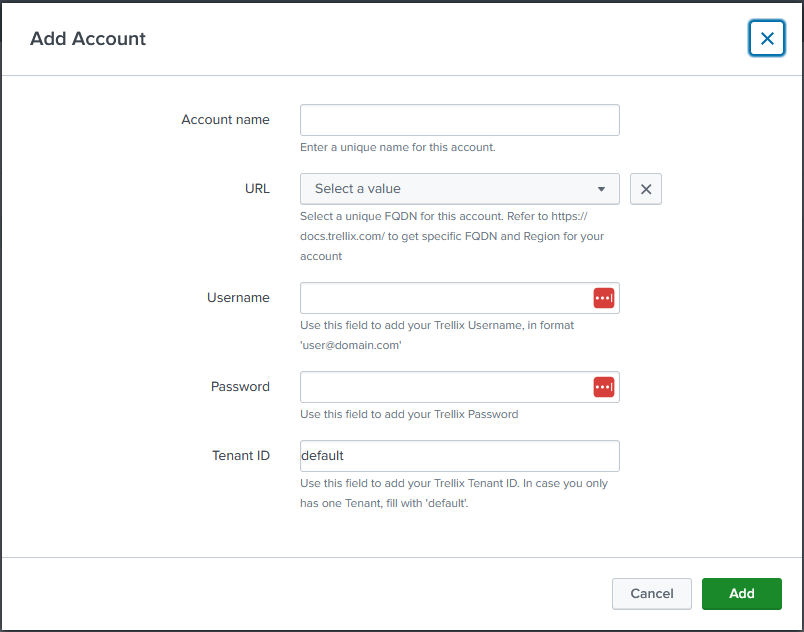 Add Account
Account name
Enter a unique name for this account.
URL
Select a value
Select a unique FQDN for this account. Refer to https://
docs.trellix.com/ to get specific FQDN and Region for your
account
Username
Use this field to add your Trellix Username, in format
'user@domain.com'
Password
Use this field to add your Trellix Password
Tenant ID
default
Use this field to add your Trellix Tenant ID. In case you only
has one Tenant, fill with 'default'.
Cancel
Add